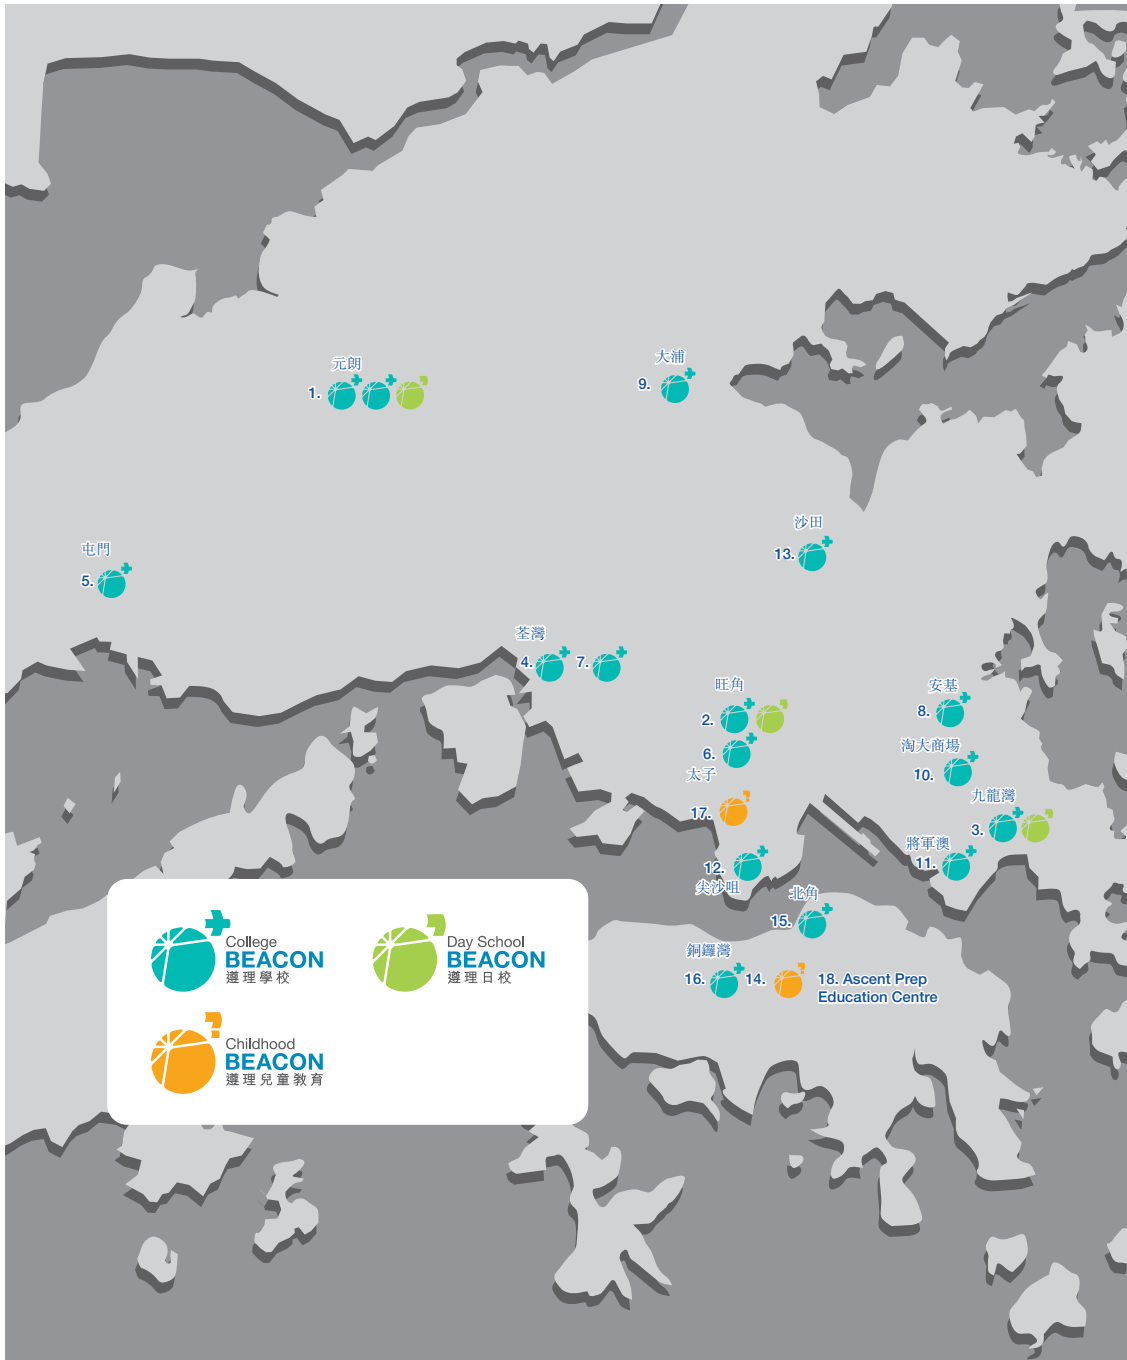 元朗
1.
大浦
9.
沙田
13.
屯門
5.
荃灣
4.
7.
旺角
2.
6.
太子
17.
12.
尖沙咀
安基
8.
淘大商場
10.
九龍灣
3.
將軍澳
11.
北角
15.
銅鑼灣
16.
14.
18. Ascent Prep
Education Centre
College
BEACON
遵理學校
Day School
BEACON
遵理日校
Childhood
BEACON
遵理兒童教育